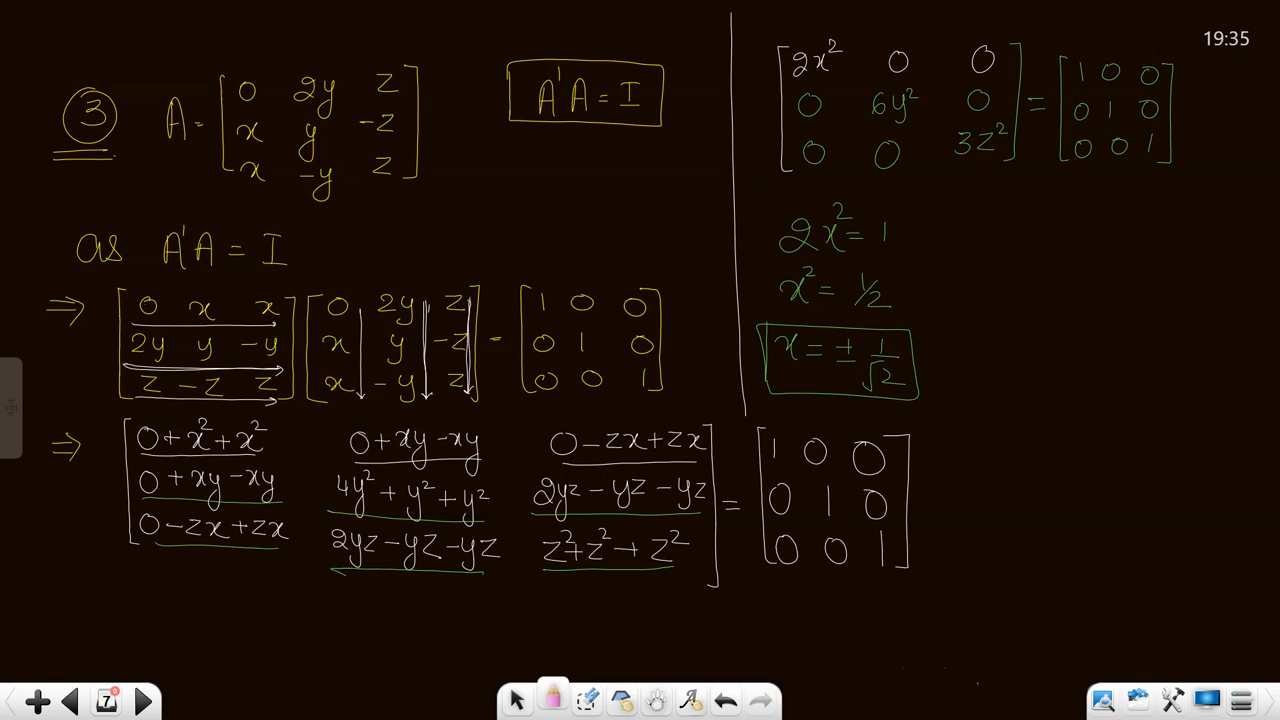 19:35
③ A = [0 2y z
x y -z
x -y z]
A'A = I
as A'A = I
⇒ [0 x x
2y y -y
z -z z] [0 2y z
x y -z
x -y z] = [1 0 0
0 1 0
0 0 1]
⇒ [0+x²+x² 0+xy-xy 0-zx+zx
0+xy-xy 4y²+y²+y² 2yz-yz-yz
0-zx+zx 2yz-yz-yz z²+z²+z²] = [1 0 0
0 1 0
0 0 1]
[2x² 0 0
0 6y² 0
0 0 3z²] = [1 0 0
0 1 0
0 0 1]
2x² = 1
x² = 1/2
x = ± 1/√2
7
0